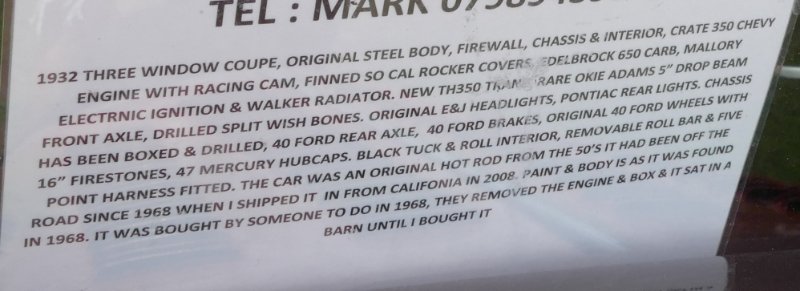 TEL : MARK
1932 THREE WINDOW COUPE, ORIGINAL STEEL BODY, FIREWALL, CHASSIS & INTERIOR, CRATE 350 CHEVY
ENGINE WITH RACING CAM, FINNED SO CAL ROCKER COVERS, EDELBROCK 650 CARB, MALLORY
ELECTRNIC IGNITION & WALKER RADIATOR. NEW TH350 RARE OKIE ADAMS 5” DROP BEAM
FRONT AXLE, DRILLED SPLIT WISH BONES. ORIGINAL E&J HEADLIGHTS, PONTIAC REAR LIGHTS. CHASSIS
HAS BEEN BOXED & DRILLED, 40 FORD REAR AXLE, 40 FORD BRAKES, ORIGINAL 40 FORD WHEELS WITH
16” FIRESTONES, 47 MERCURY HUBCAPS. BLACK TUCK & ROLL INTERIOR, REMOVABLE ROLL BAR & FIVE
POINT HARNESS FITTED. THE CAR WAS AN ORIGINAL HOT ROD FROM THE 50’S IT HAD BEEN OFF THE
ROAD SINCE 1968 WHEN I SHIPPED IT IN FROM CALIFONIA IN 2008. PAINT & BODY IS AS IT WAS FOUND
IN 1968. IT WAS BOUGHT BY SOMEONE TO DO IN 1968, THEY REMOVED THE ENGINE & BOX & IT SAT IN A
BARN UNTIL I BOUGHT IT